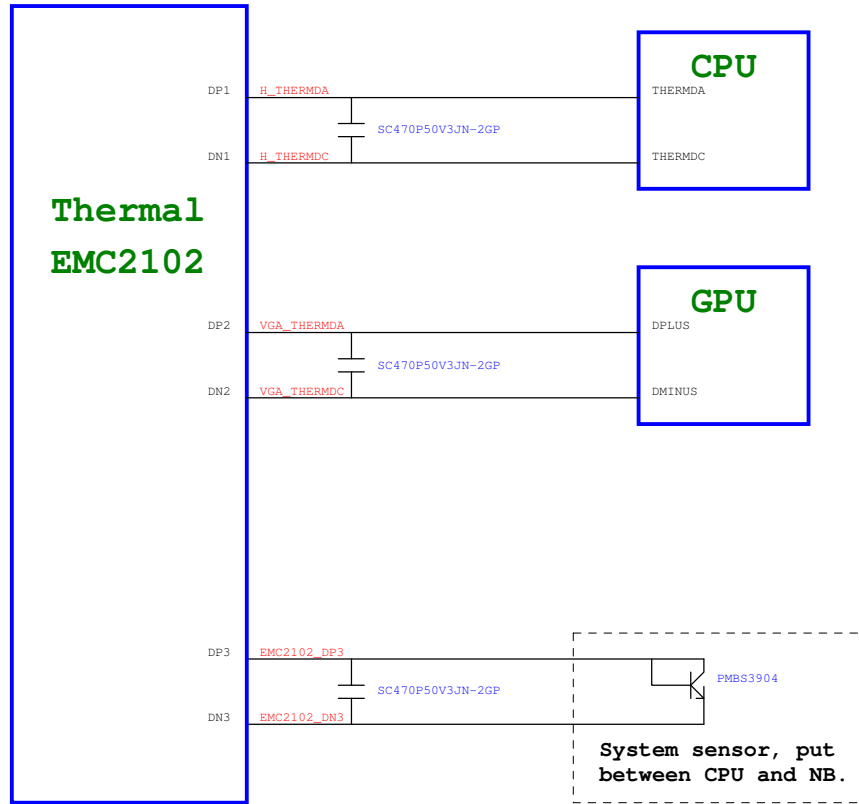 CPU
DP1 H_THERMDA THERMDA
SC470P50V3JN-2GP
DN1 H_THERMDC THERMDC
Thermal
EMC2102
GPU
DP2 VGA_THERMDA DPLUS
SC470P50V3JN-2GP
DN2 VGA_THERMDC DMINUS
DP3 EMC2102_DP3
PMBS3904
SC470P50V3JN-2GP
DN3 EMC2102_DN3
System sensor, put
between CPU and NB.